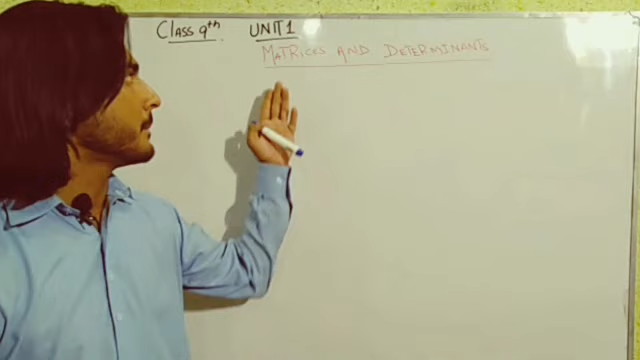 Class 9th UNIT 1
MATRICES AND DETERMINANTS